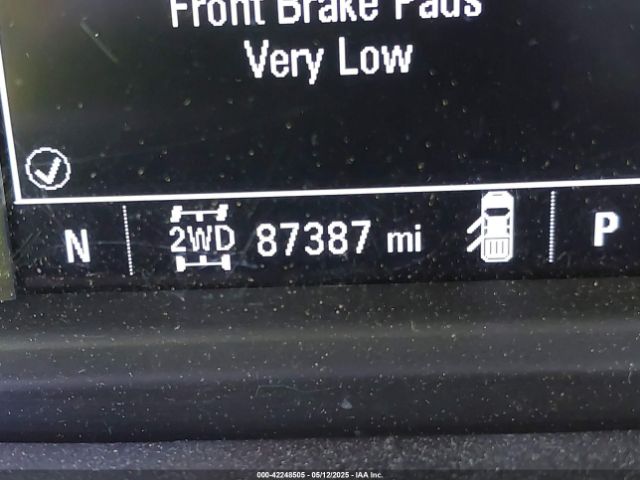 Front Brake Pads
Very Low
N 2WD 87387 mi P
000-42248505 - 05/12/2025 - IAA Inc.